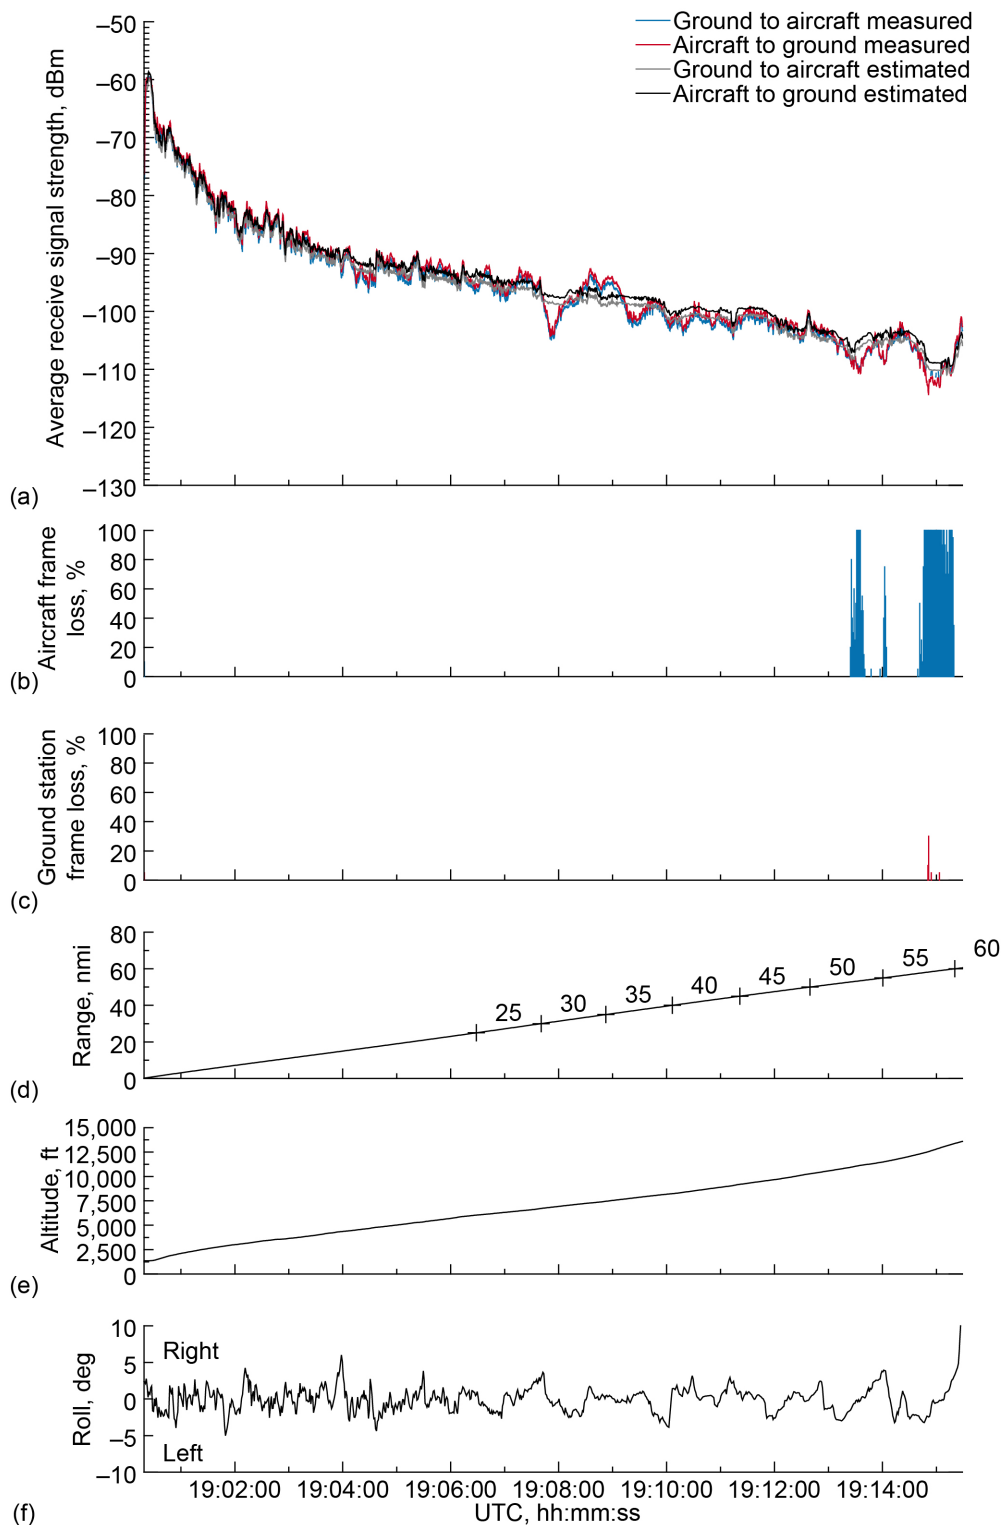 Ground to aircraft measured
Aircraft to ground measured
Ground to aircraft estimated
Aircraft to ground estimated
Average receive signal strength, dBm
–50
–60
–70
–80
–90
–100
–110
–120
–130
(a)
Aircraft frame
loss, %
100
80
60
40
20
0
(b)
Ground station
frame loss, %
100
80
60
40
20
0
(c)
Range, nmi
80
60
40
20
0
25
30
35
40
45
50
55
60
(d)
Altitude, ft
15,000
12,500
10,000
7,500
5,000
2,500
0
(e)
Roll, deg
10
5
0
–5
–10
Right
Left
19:02:00
19:04:00
19:06:00
19:08:00
19:10:00
19:12:00
19:14:00
UTC, hh:mm:ss
(f)